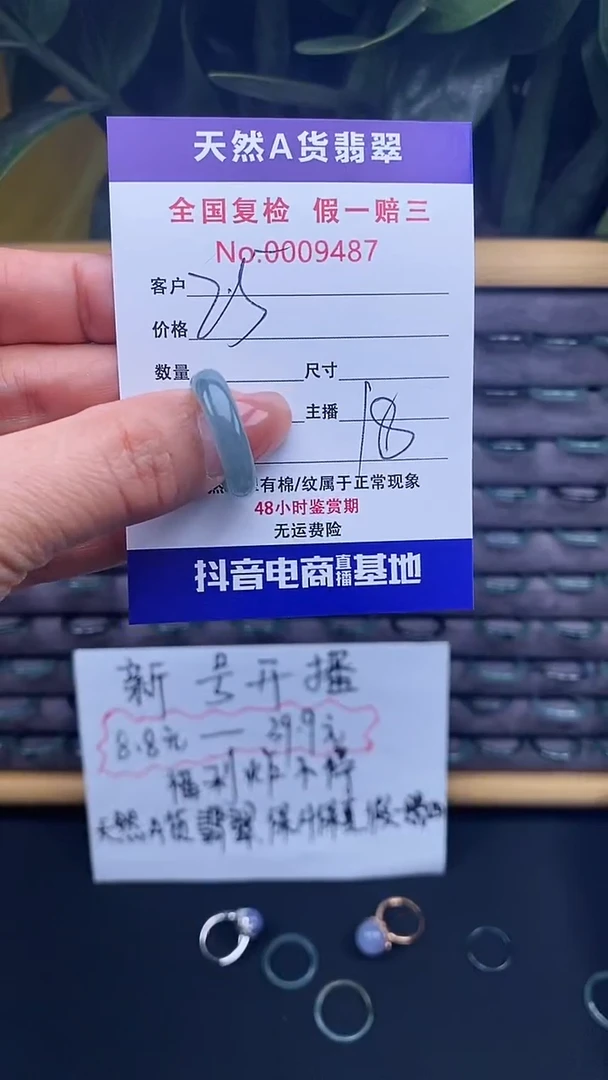 天然A货翡翠
全国复检 假一赔三
No.0009487
客户
价格
数量 尺寸
主播 18
有棉/纹属于正常现象
48小时鉴赏期
无运费险
抖音电商直播基地
新号开播
8.8元 — 39.9元
福利炸不停
天然A货翡翠,保